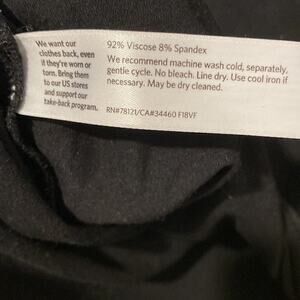 We want our
clothes back, even
if they're worn or
torn. Bring them
to our US stores
and support our
take-back program.
92% Viscose 8% Spandex
We recommend machine wash cold, separately,
gentle cycle. No bleach. Line dry. Use cool iron if
necessary. May be dry cleaned.
RN#78121/CA#34460 F18VF